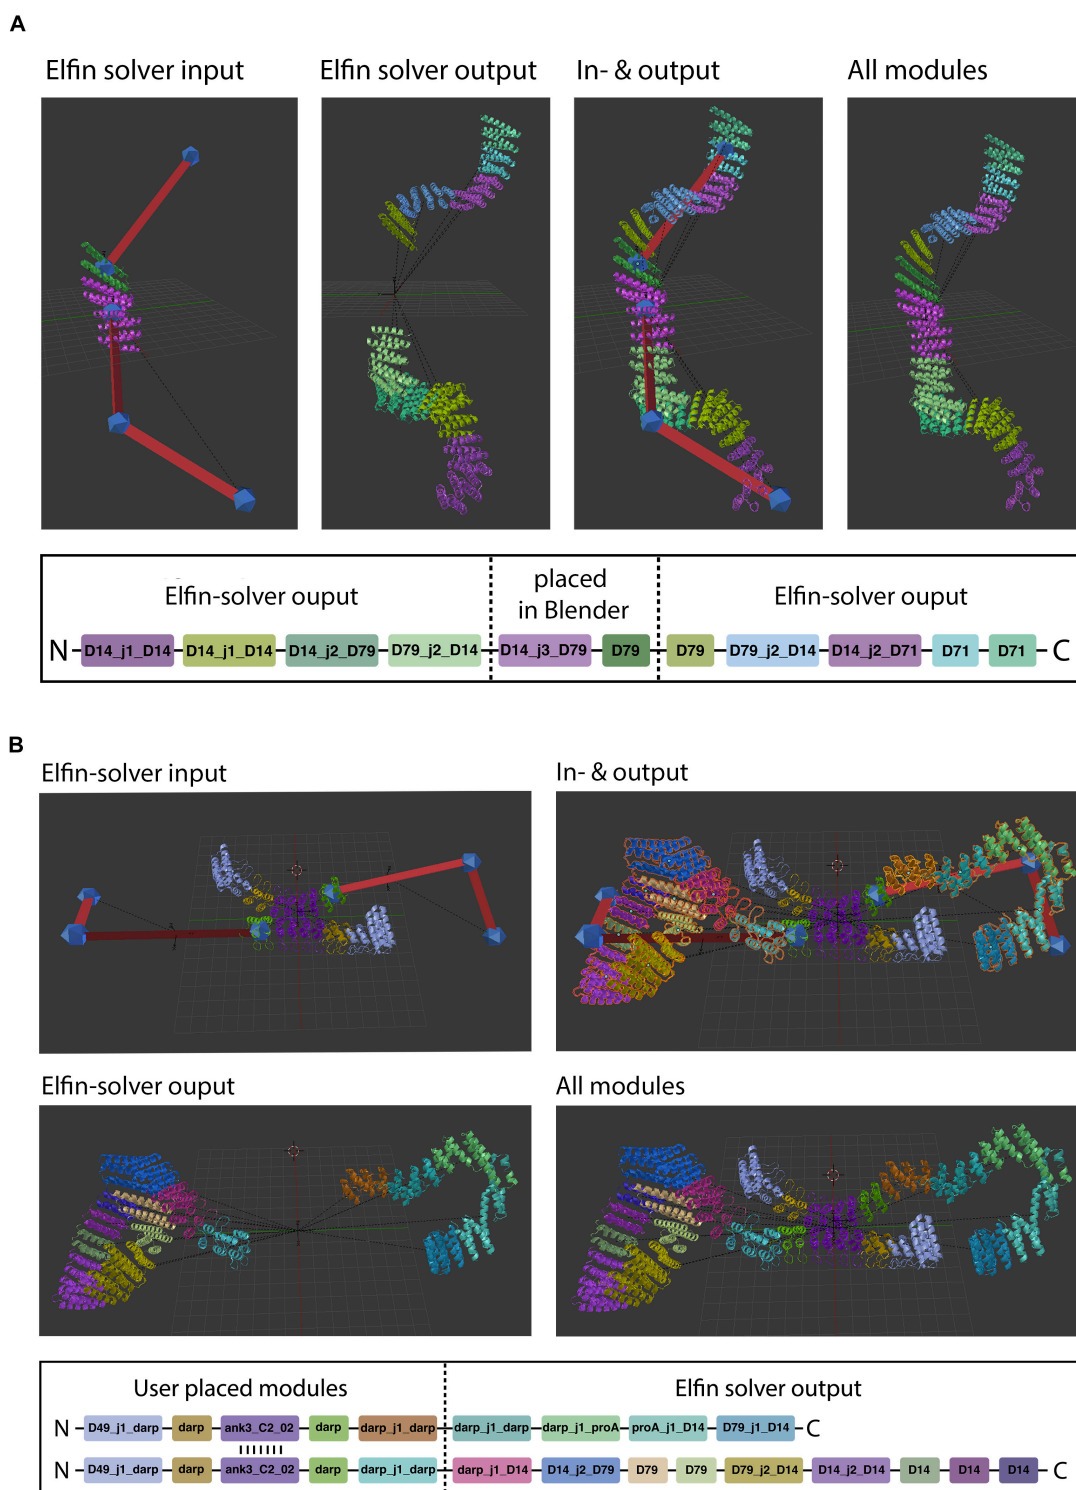 A
Elfin solver input
Elfin solver output
In- & output
All modules
Elfin-solver ouput
placed
in Blender
Elfin-solver ouput
N D14_j1_D14 D14_j1_D14 D14_j2_D79 D79_j2_D14 D14_j3_D79 D79 D79 D79_j2_D14 D14_j2_D71 D71 D71 C
B
Elfin-solver input
In- & output
Elfin-solver ouput
All modules
User placed modules
Elfin solver output
N D49_j1_darp darp ank3_C2_02 darp darp_j1_darp darp_j1_darp darp_j1_proA proA_j1_D14 D79_j1_D14 C
N D49_j1_darp darp ank3_C2_02 darp darp_j1_darp darp_j1_D14 D14_j2_D79 D79 D79 D79_j2_D14 D14_j2_D14 D14 D14 D14 C